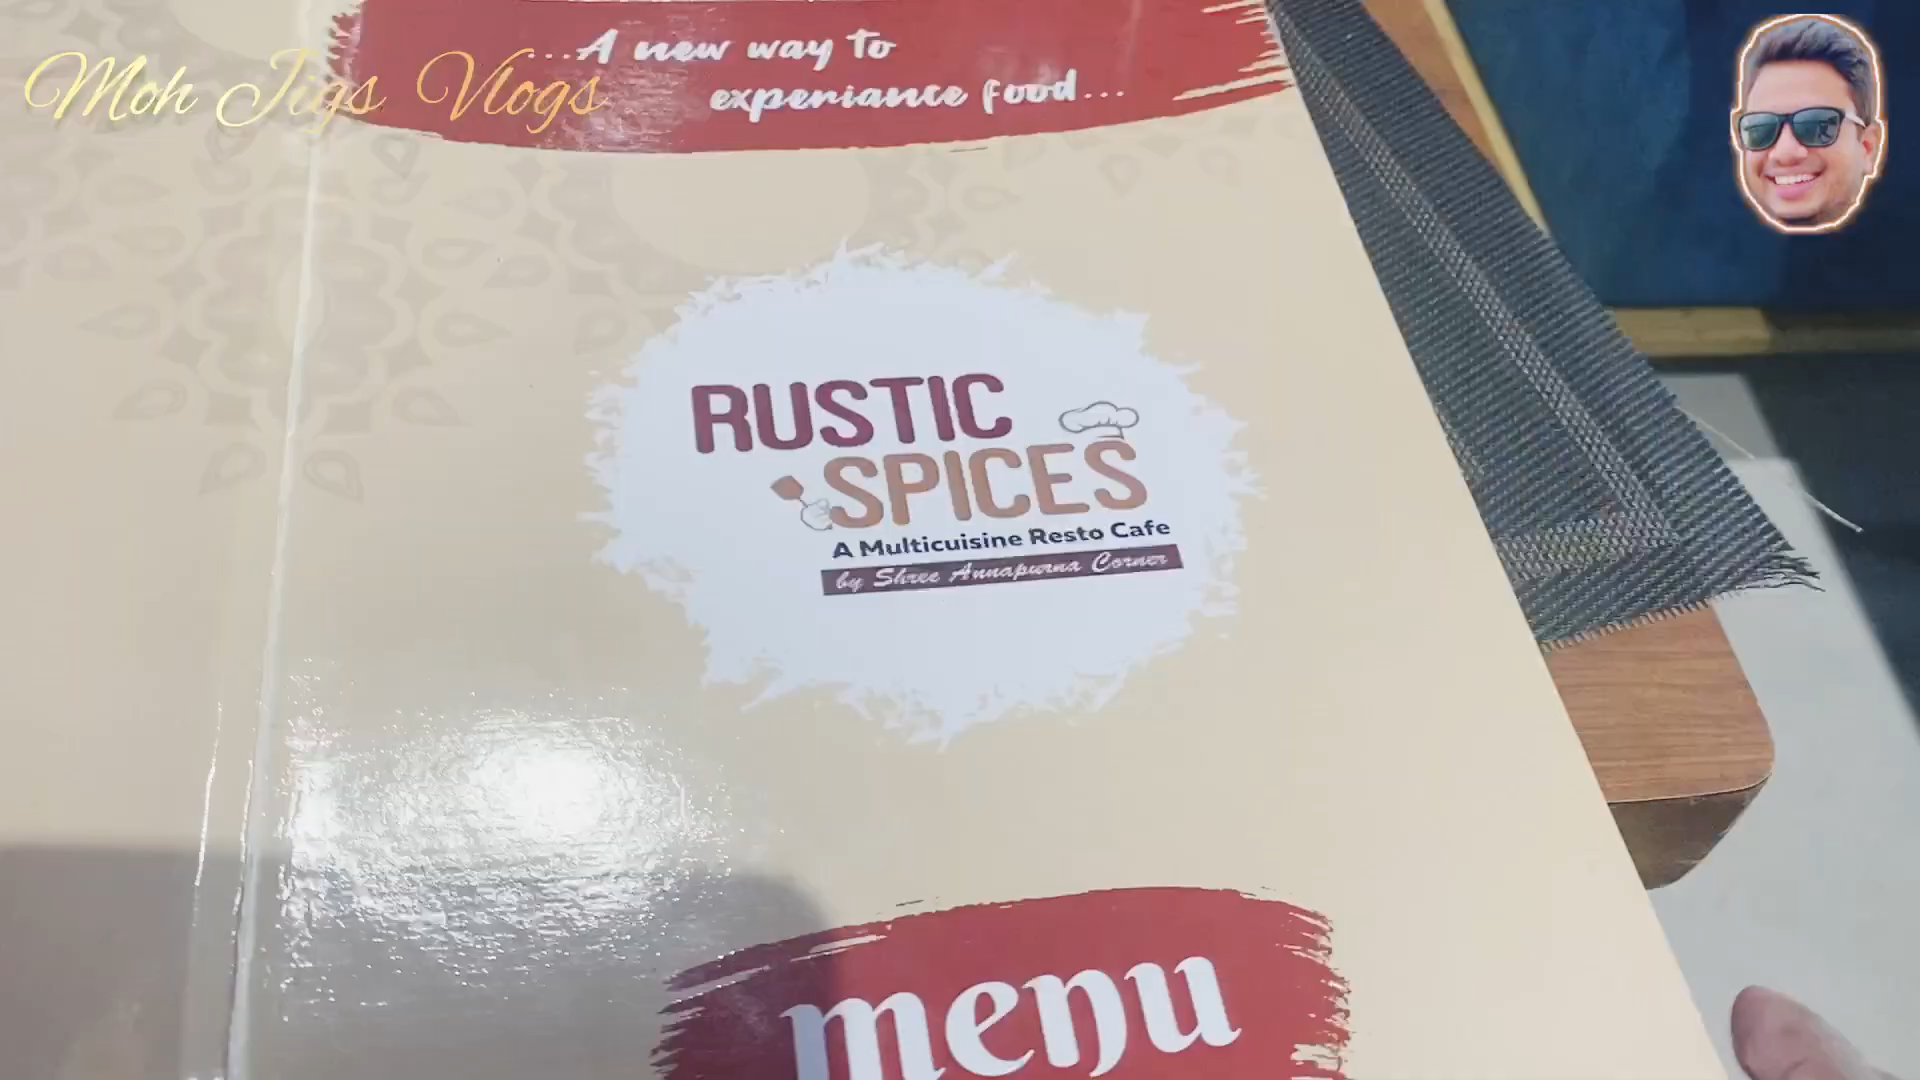 ...A new way to
experiance food...
Moh Jigs Vlogs
RUSTIC
SPICES
A Multicuisine Resto Cafe
by Shree Annapurna Corner
menu